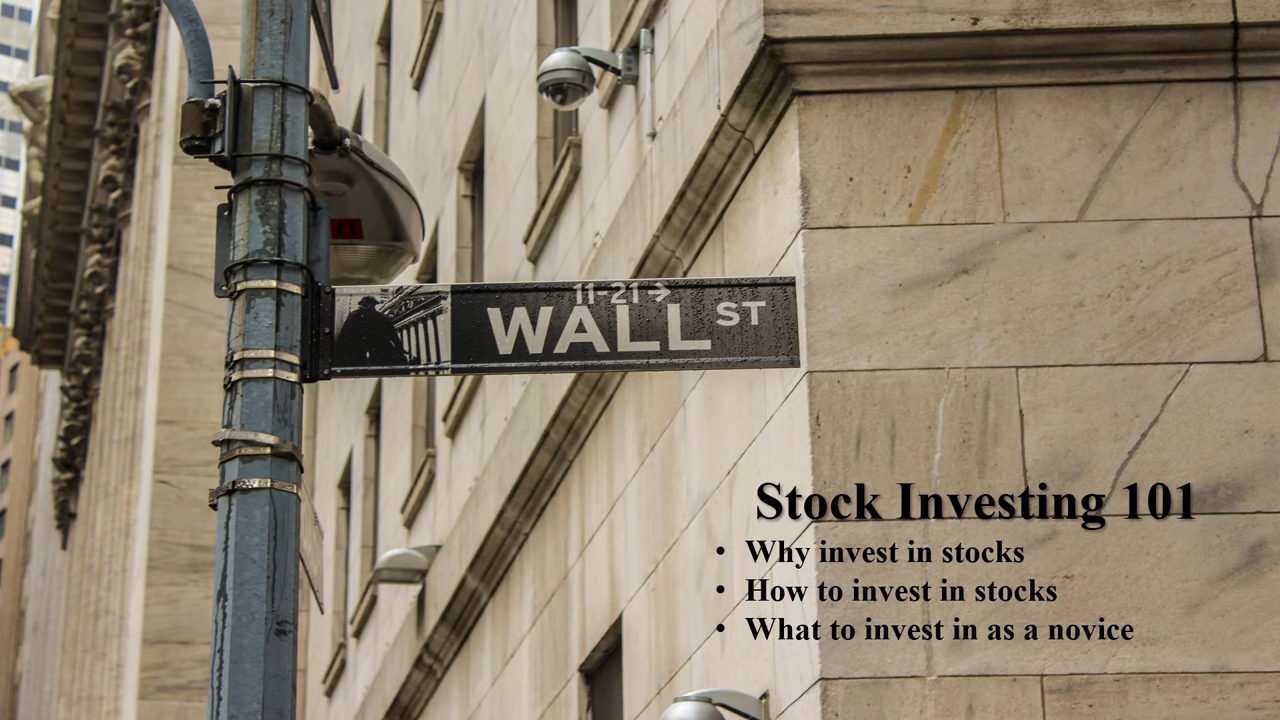 11-21→
WALL ST
Stock Investing 101
• Why invest in stocks
• How to invest in stocks
• What to invest in as a novice